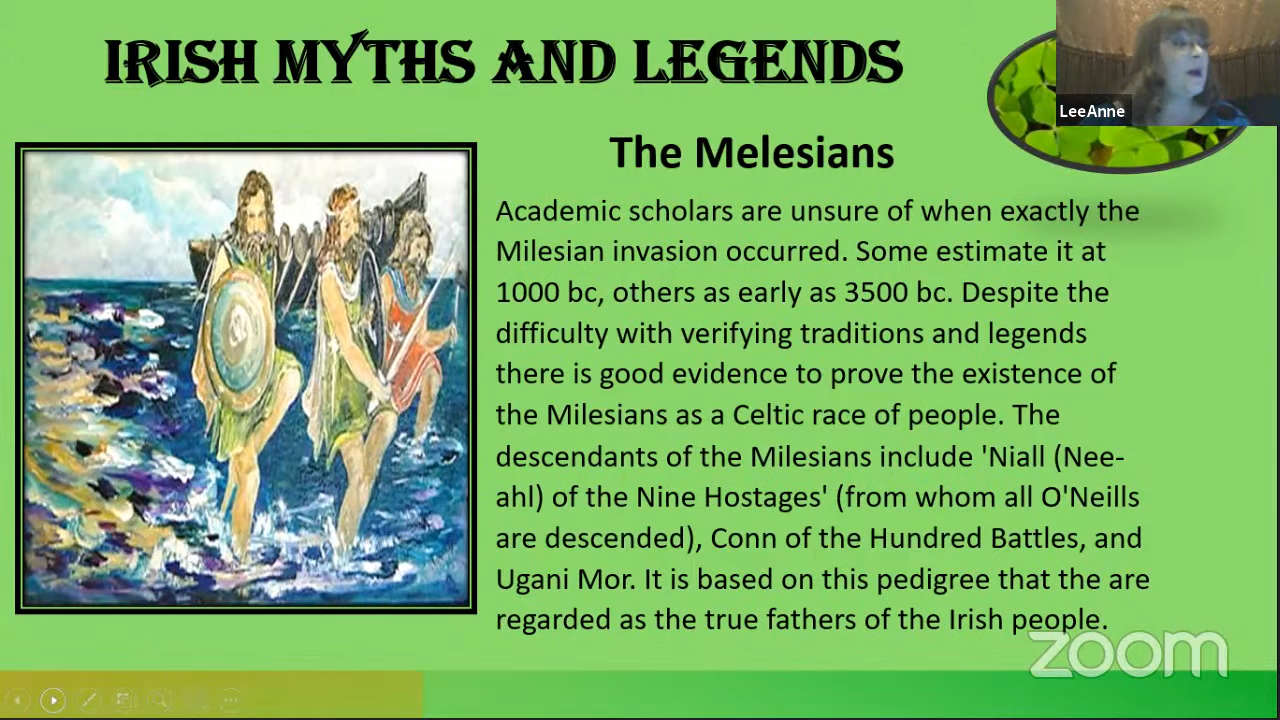 IRISH MYTHS AND LEGENDS
LeeAnne
The Melesians
Academic scholars are unsure of when exactly the
Milesian invasion occurred. Some estimate it at
1000 bc, others as early as 3500 bc. Despite the
difficulty with verifying traditions and legends
there is good evidence to prove the existence of
the Milesians as a Celtic race of people. The
descendants of the Milesians include 'Niall (Nee-
ahl) of the Nine Hostages' (from whom all O'Neills
are descended), Conn of the Hundred Battles, and
Ugani Mor. It is based on this pedigree that the are
regarded as the true fathers of the Irish people.
zoom